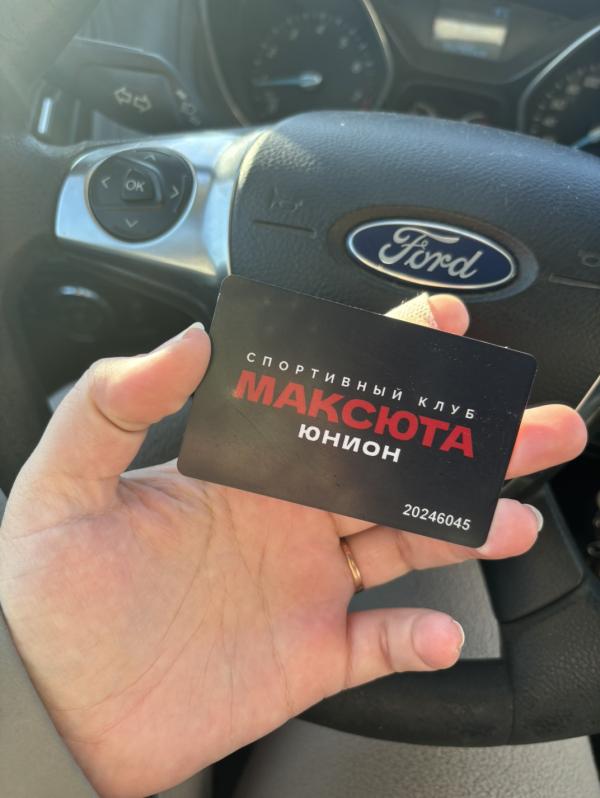 OK
Ford
СПОРТИВНЫЙ КЛУБ
МАКСЮТА
ЮНИОН
20246045